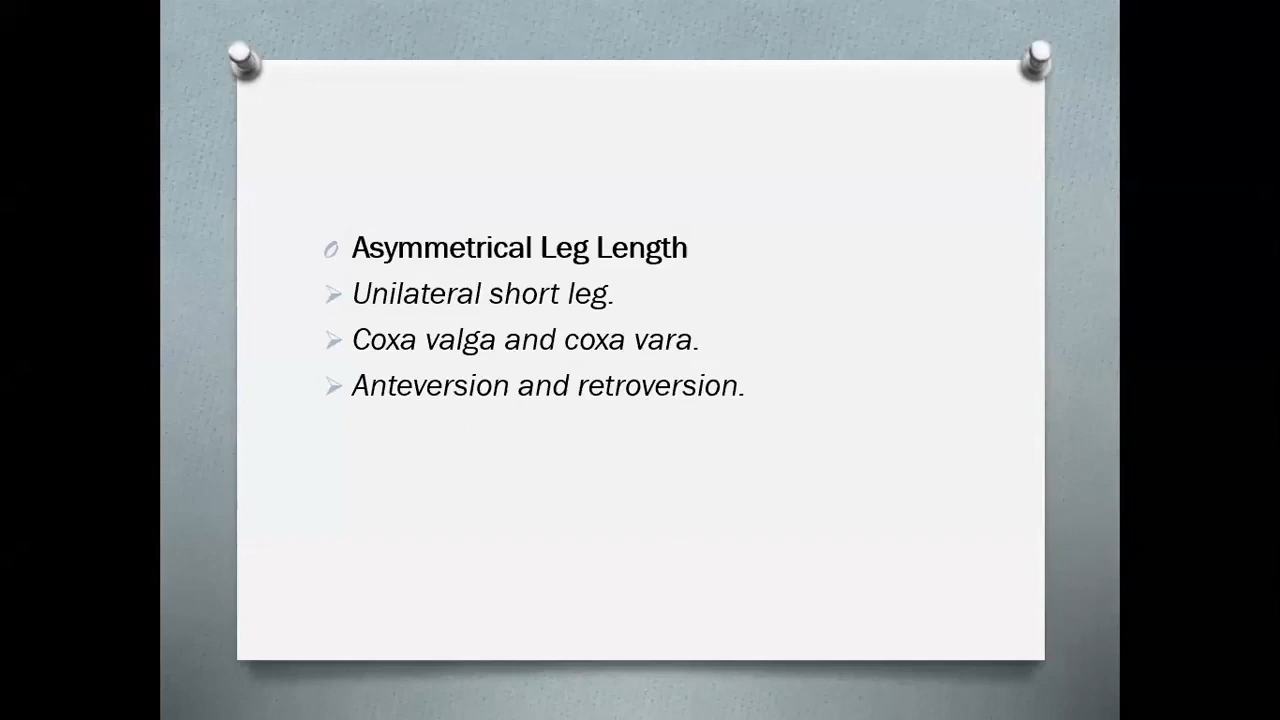 Asymmetrical Leg Length
Unilateral short leg.
Coxa valga and coxa vara.
Anteversion and retroversion.